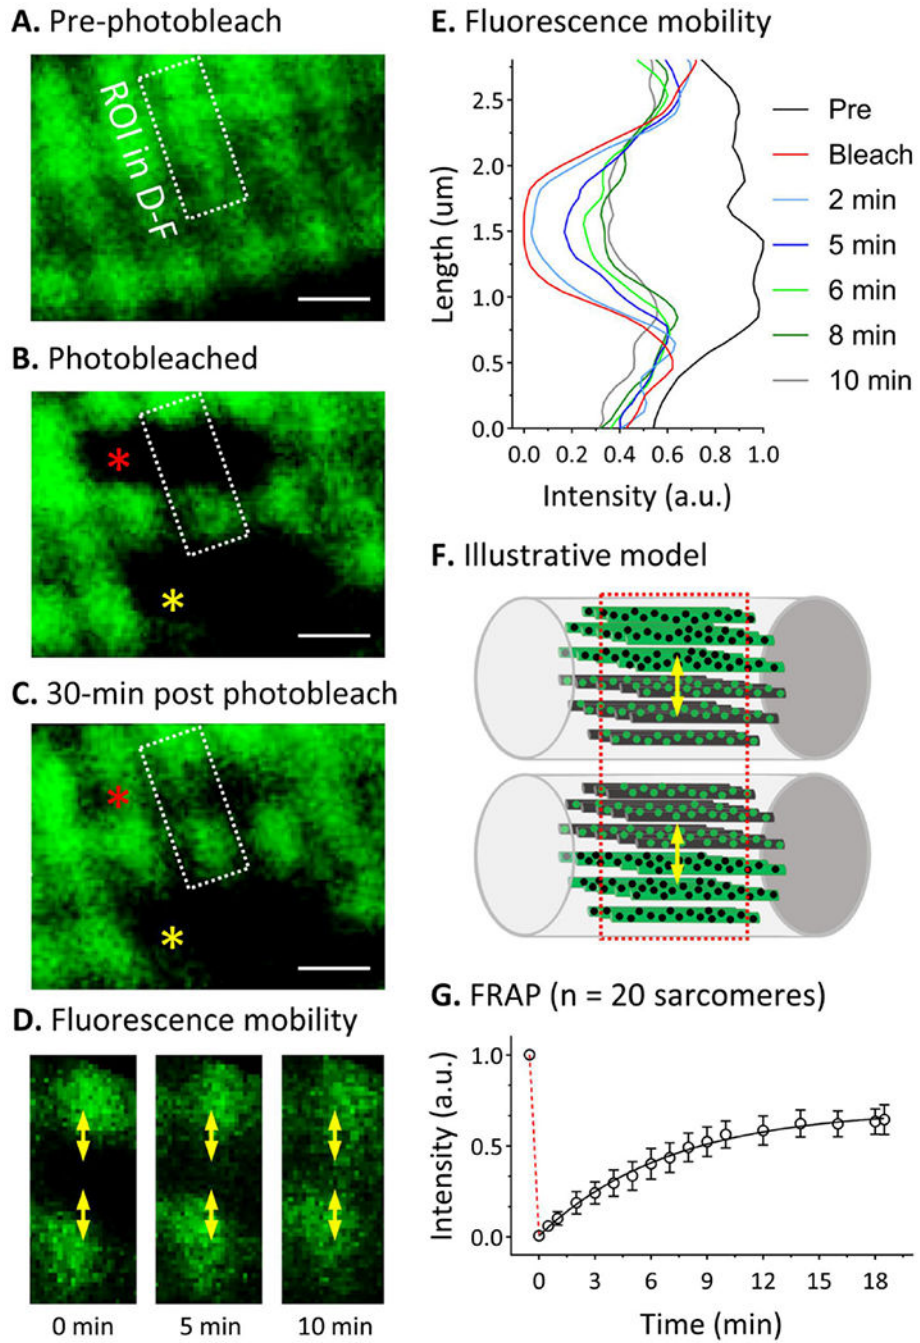 A. Pre-photobleach
ROI in D-F
B. Photobleached
*
*
C. 30-min post photobleach
*
*
D. Fluorescence mobility
0 min
5 min
10 min
E. Fluorescence mobility
Length (um)
2.5
2.0
1.5
1.0
0.5
0.0
0.0 0.2 0.4 0.6 0.8 1.0
Intensity (a.u.)
Pre
Bleach
2 min
5 min
6 min
8 min
10 min
F. Illustrative model
G. FRAP (n = 20 sarcomeres)
Intensity (a.u.)
1.0
0.5
0.0
0 3 6 9 12 15 18
Time (min)